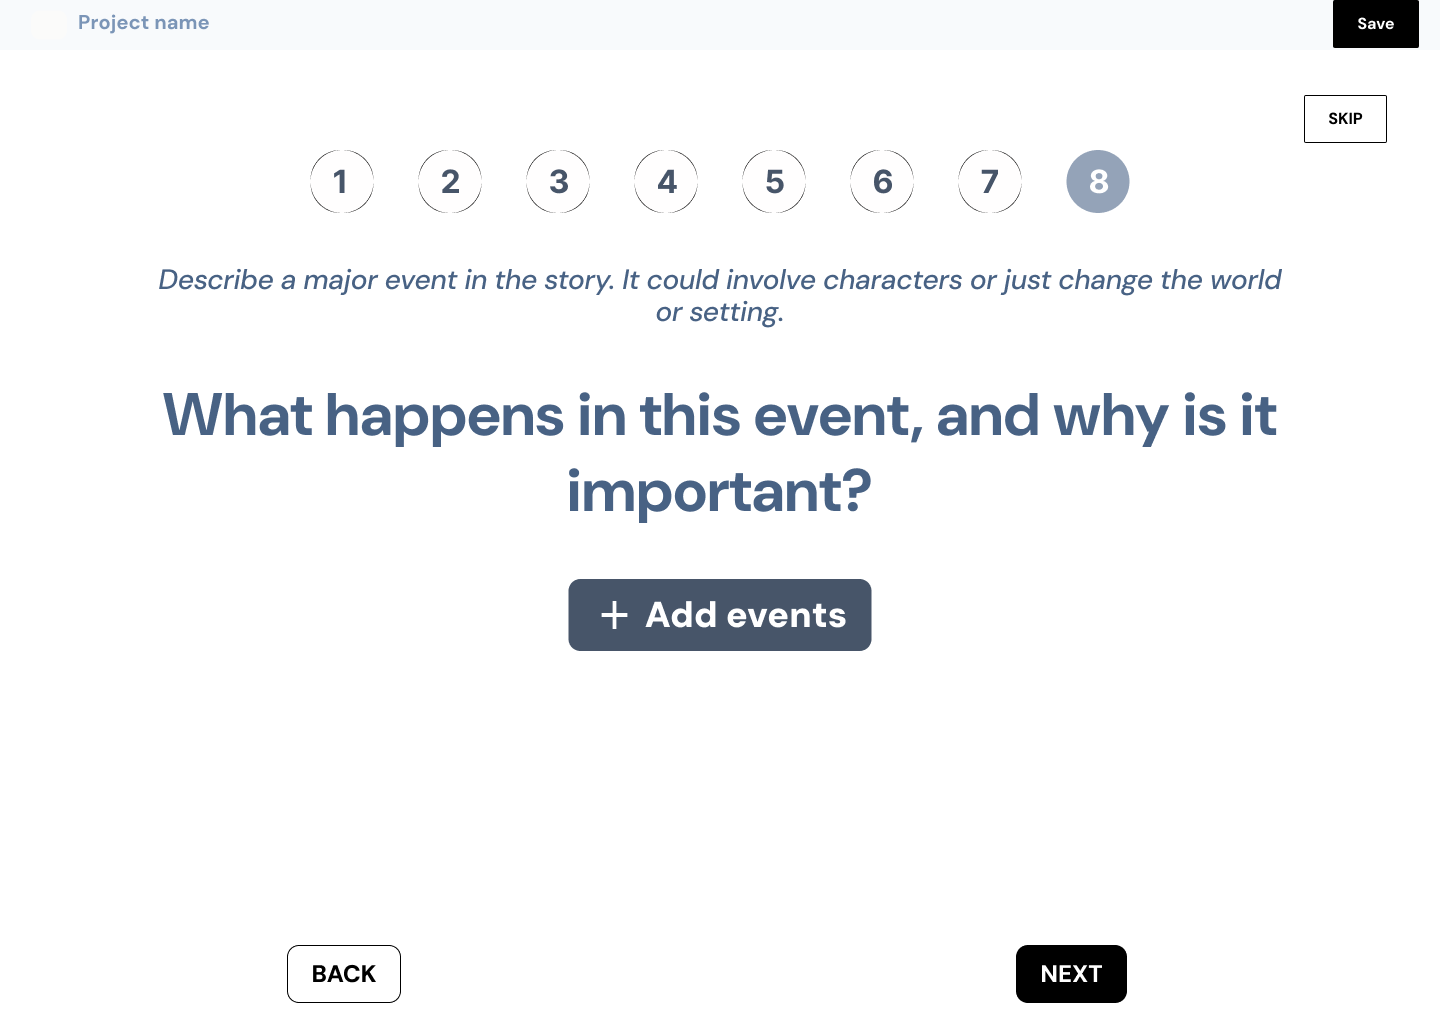 Project name
Save
SKIP
1 2 3 4 5 6 7 8
Describe a major event in the story. It could involve characters or just change the world
or setting.
What happens in this event, and why is it
important?
+ Add events
BACK
NEXT